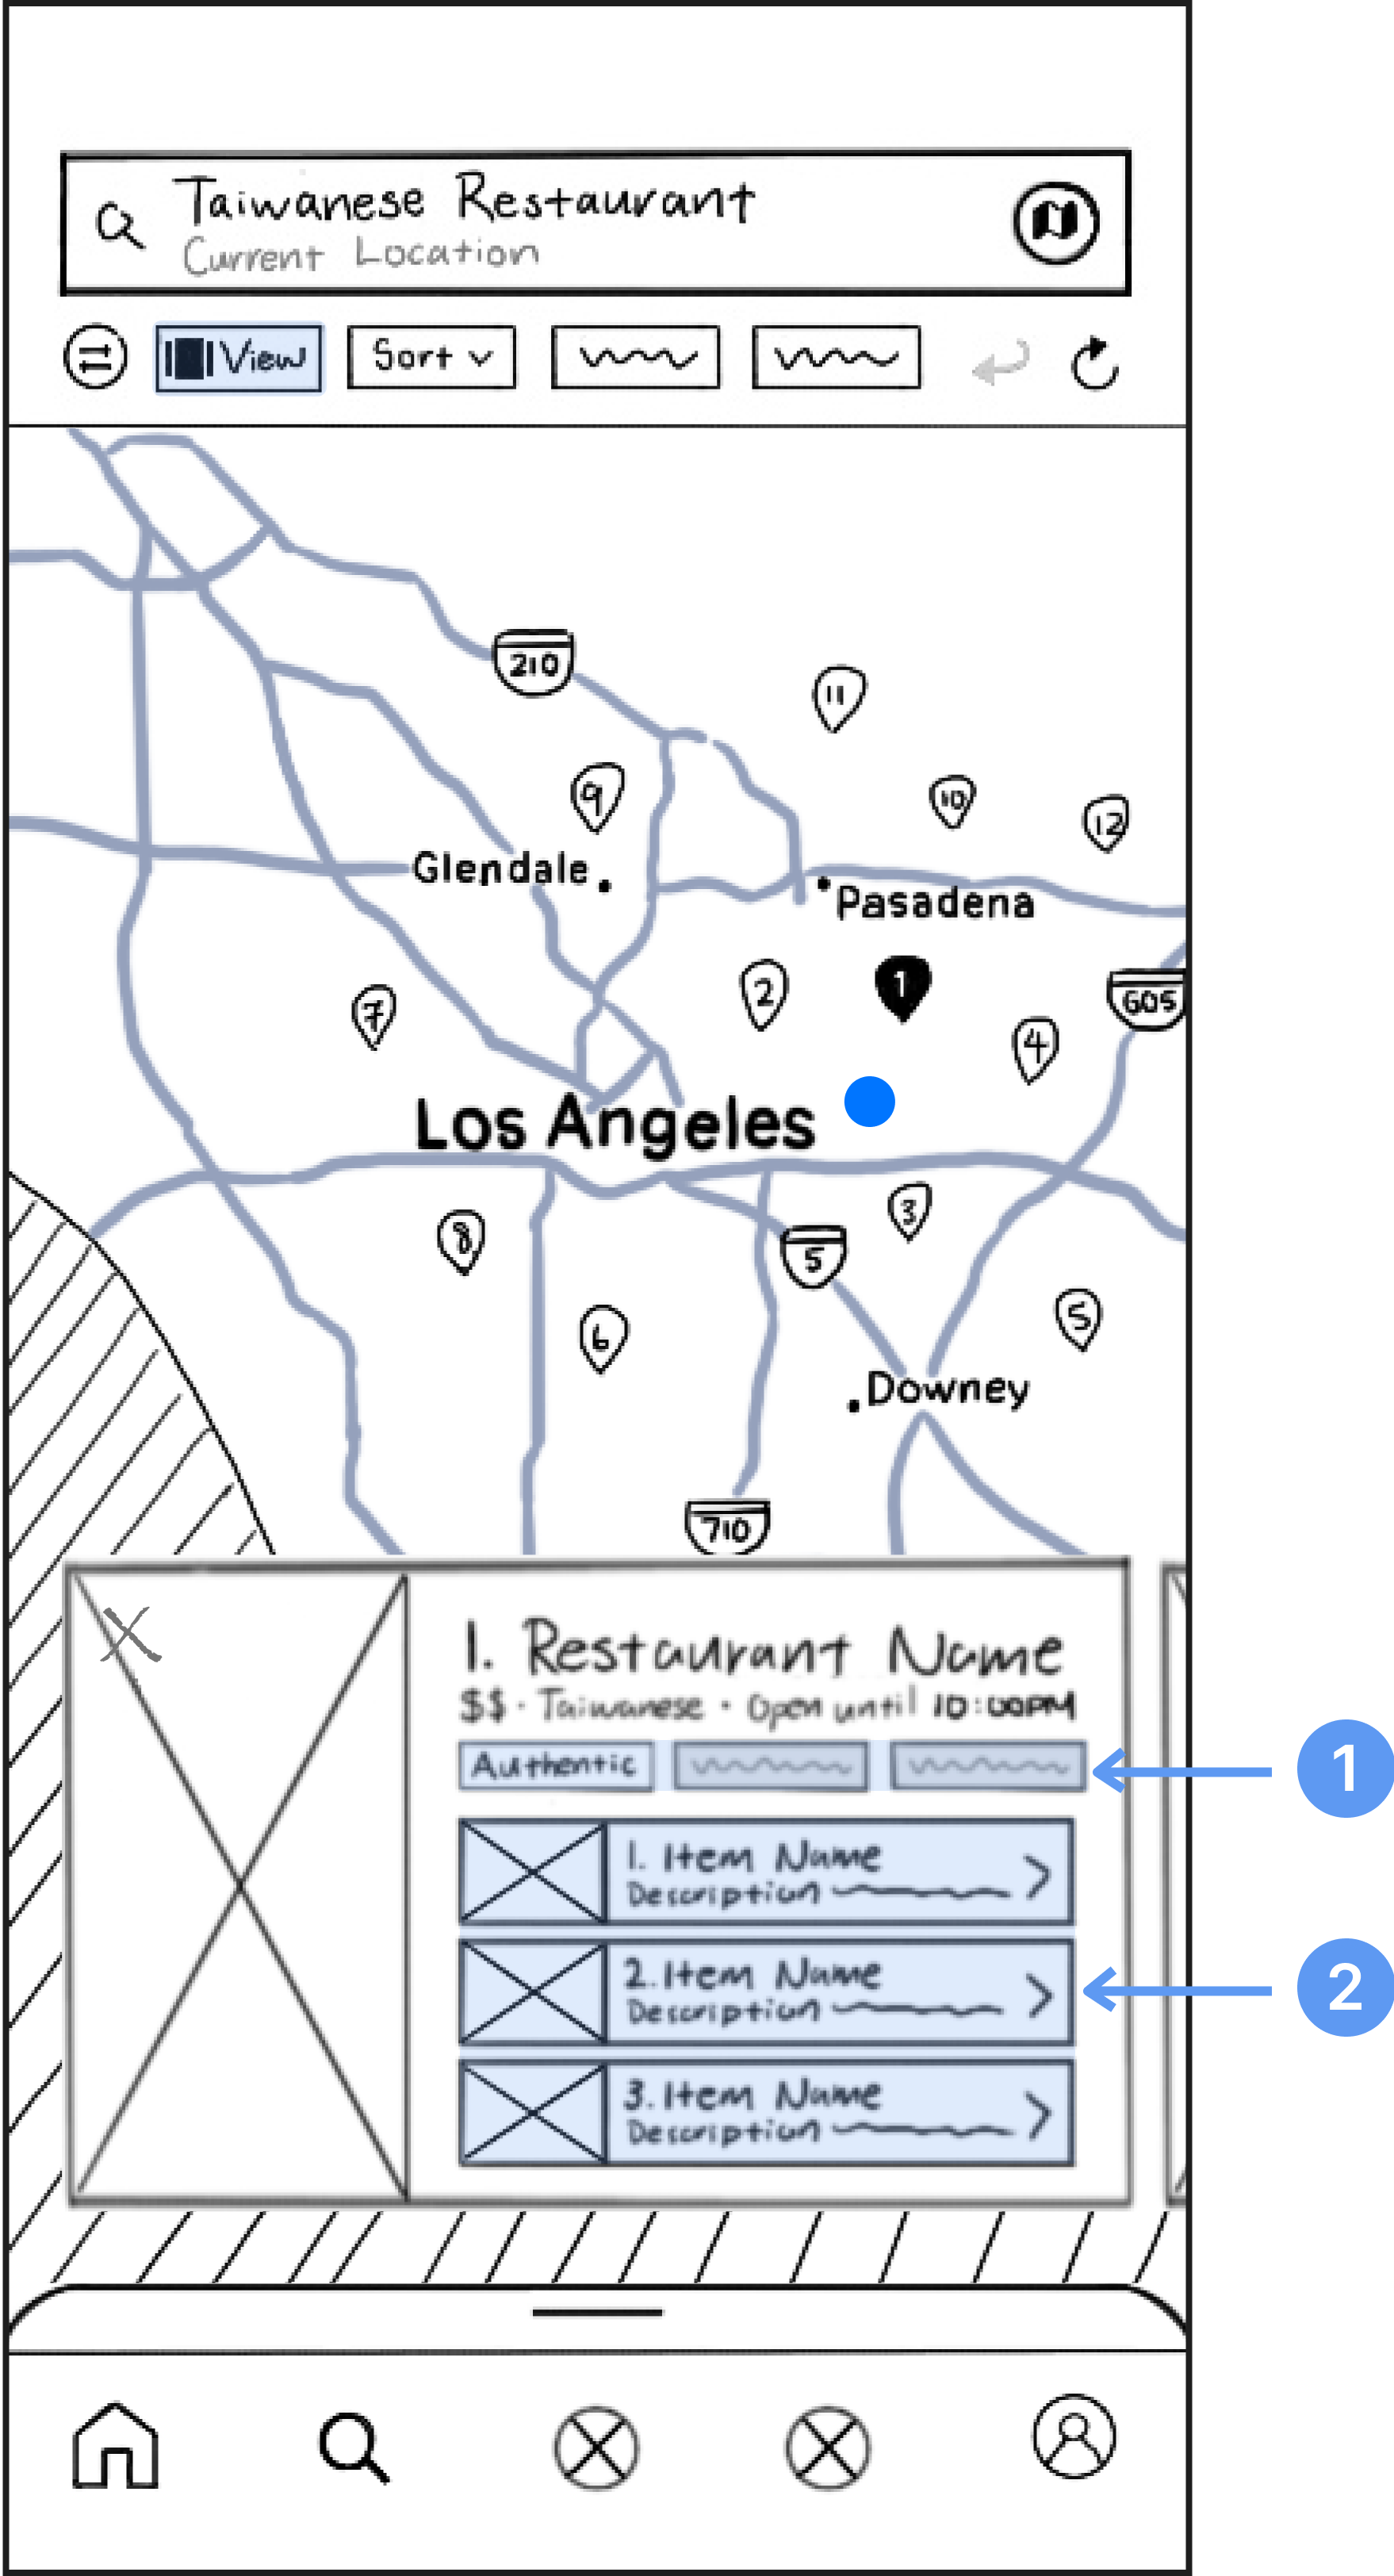 Taiwanese Restaurant
Current Location
View
Sort
210
11
9
10
12
Glendale
Pasadena
2
1
7
4
605
Los Angeles
3
8
5
6
5
Downey
710
1. Restaurant Name
$$ · Taiwanese · Open until 10:00PM
Authentic
1
1. Item Name
Description
2. Item Name
Description
2
3. Item Name
Description